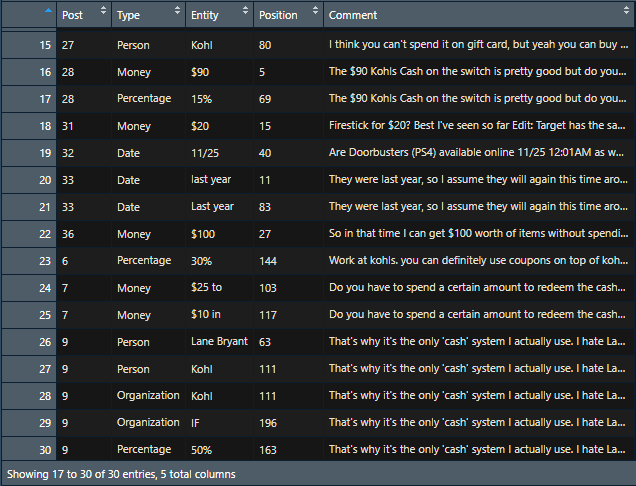 Post Type Entity Position Comment
15 27 Person Kohl 80 I think you can't spend it on gift card, but yeah you can buy ...
16 28 Money $90 5 The $90 Kohls Cash on the switch is pretty good but do you...
17 28 Percentage 15% 69 The $90 Kohls Cash on the switch is pretty good but do you...
18 31 Money $20 15 Firestick for $20? Best I've seen so far Edit: Target has the sa...
19 32 Date 11/25 40 Are Doorbusters (PS4) available online 11/25 12:01AM as w...
20 33 Date last year 11 They were last year, so I assume they will again this time aro...
21 33 Date Last year 83 They were last year, so I assume they will again this time aro...
22 36 Money $100 27 So in that time I can get $100 worth of items without spendi...
23 6 Percentage 30% 144 Work at kohls. you can definitely use coupons on top of koh...
24 7 Money $25 to 103 Do you have to spend a certain amount to redeem the cash...
25 7 Money $10 in 117 Do you have to spend a certain amount to redeem the cash...
26 9 Person Lane Bryant 63 That's why it's the only 'cash' system I actually use. I hate La...
27 9 Person Kohl 111 That's why it's the only 'cash' system I actually use. I hate La...
28 9 Organization Kohl 111 That's why it's the only 'cash' system I actually use. I hate La...
29 9 Organization IF 196 That's why it's the only 'cash' system I actually use. I hate La...
30 9 Percentage 50% 163 That's why it's the only 'cash' system I actually use. I hate La...
Showing 17 to 30 of 30 entries, 5 total columns